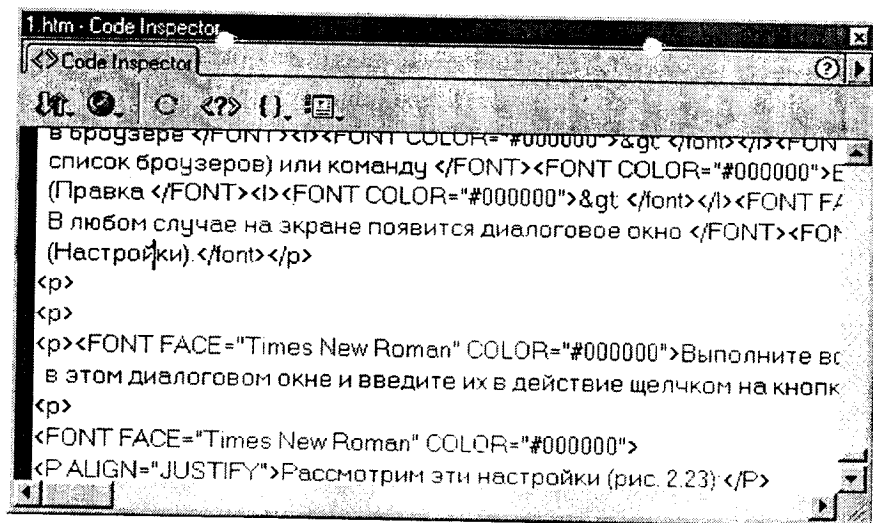 1.htm - Code Inspector
<> Code Inspector
в броузере </FONT><I><FONT COLOR="#000000">&gt </font></I><FON
список броузеров) или команду </FONT><FONT COLOR="#000000">E
(Правка </FONT><I><FONT COLOR="#000000">&gt </font></I><FONT FA
В любом случае на экране появится диалоговое окно </FONT><FON
(Настройки).</font></p>
<p>
<p>
<p><FONT FACE="Times New Roman" COLOR="#000000">Выполните вс
в этом диалоговом окне и введите их в действие щелчком на кнопк
<p>
<FONT FACE="Times New Roman" COLOR="#000000">
<P ALIGN="JUSTIFY">Рассмотрим эти настройки (рис. 2.23):</P>